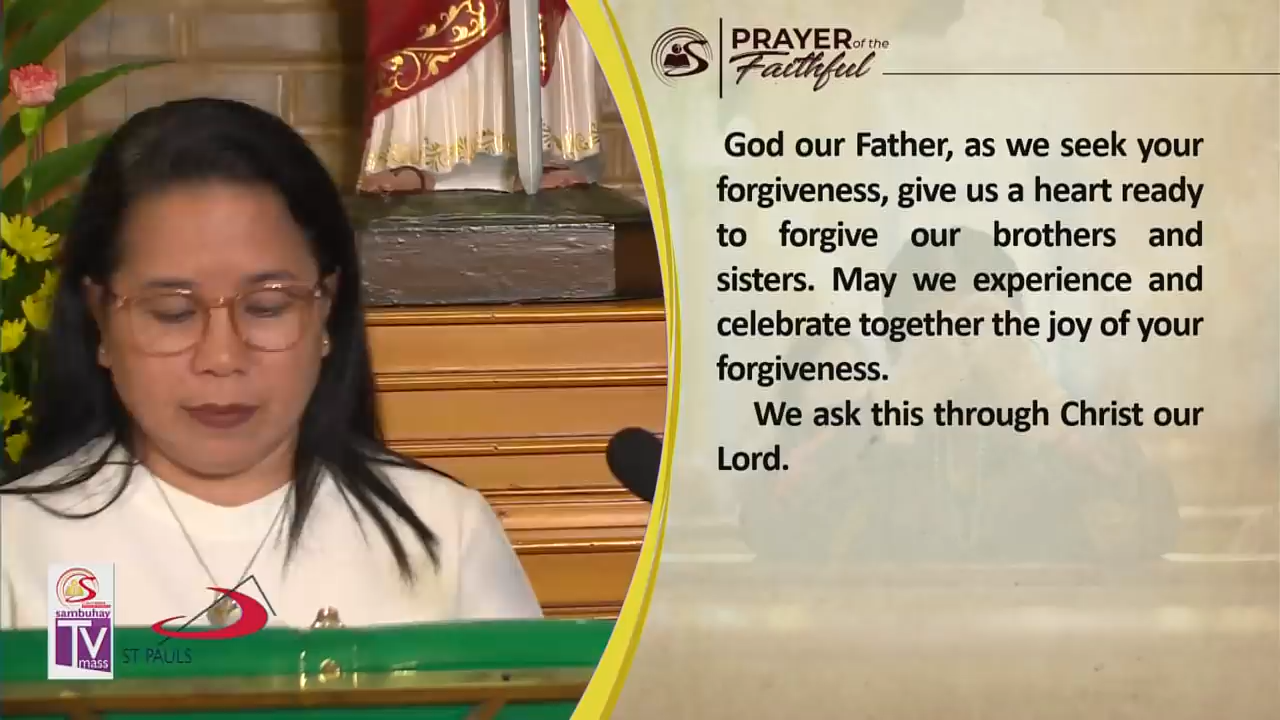 PRAYER of the
Faithful
God our Father, as we seek your
forgiveness, give us a heart ready
to forgive our brothers and
sisters. May we experience and
celebrate together the joy of your
forgiveness.
We ask this through Christ our
Lord.
sambuhay
TV
mass
ST PAULS